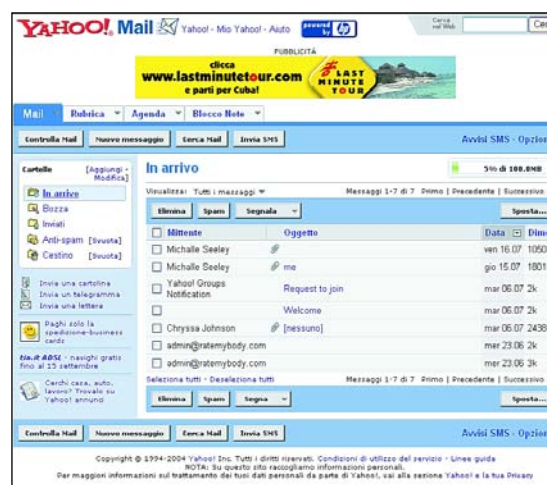 YAHOO! Mail Yahoo! - Mio Yahoo! - Aiuto powered by hp
Cerca nel Web
PUBBLICITÀ
clicca
www.lastminutetour.com
e parti per Cuba!
LAST
MINUTE
TOUR
Mail Rubrica Agenda Blocco Note
Controlla Mail Nuovo messaggio Cerca Mail Invia SMS Avvisi SMS - Opzion
Cartelle [Aggiungi - Modifica]
In arrivo
Bozza
Inviati
Anti-spam [Svuota]
Cestino [Svuota]
Invia una cartolina
Invia un telegramma
Invia una lettera
Paghi solo la
spedizione-business
cards
tin.it ADSL - navighi gratis
fino al 15 settembre
Cerchi casa, auto,
lavoro? Trovalo su
Yahoo! annunci
In arrivo 5% di 100.0MB
Visualizza: Tutti i messaggi Messaggi 1-7 di 7 Primo | Precedente | Successivo
Elimina Spam Segnala Sposta...
Mittente Oggetto Data Dime
Michalle Seeley ven 16.07 1050
Michalle Seeley me gio 15.07 1801
Yahoo! Groups Notification Request to join mar 06.07 2k
Welcome mar 06.07 2k
Chryssa Johnson [nessuno] mar 06.07 2438
admin@ratemybody.com mer 23.06 2k
admin@ratemybody.com mer 23.06 3k
Seleziona tutti - Deseleziona tutti Messaggi 1-7 di 7 Primo | Precedente | Successivo
Elimina Spam Segna Sposta...
Controlla Mail Nuovo messaggio Cerca Mail Invia SMS Avvisi SMS - Opzion
Copyright © 1994-2004 Yahoo! Inc. Tutti i diritti riservati. Condizioni di utilizzo del servizio - Linee guida
NOTA: Su questo sito raccogliamo informazioni personali.
Per maggiori informazioni sul trattamento dei tuoi dati personali da parte di Yahoo!, vai alla sezione Yahoo! e la tua Privacy